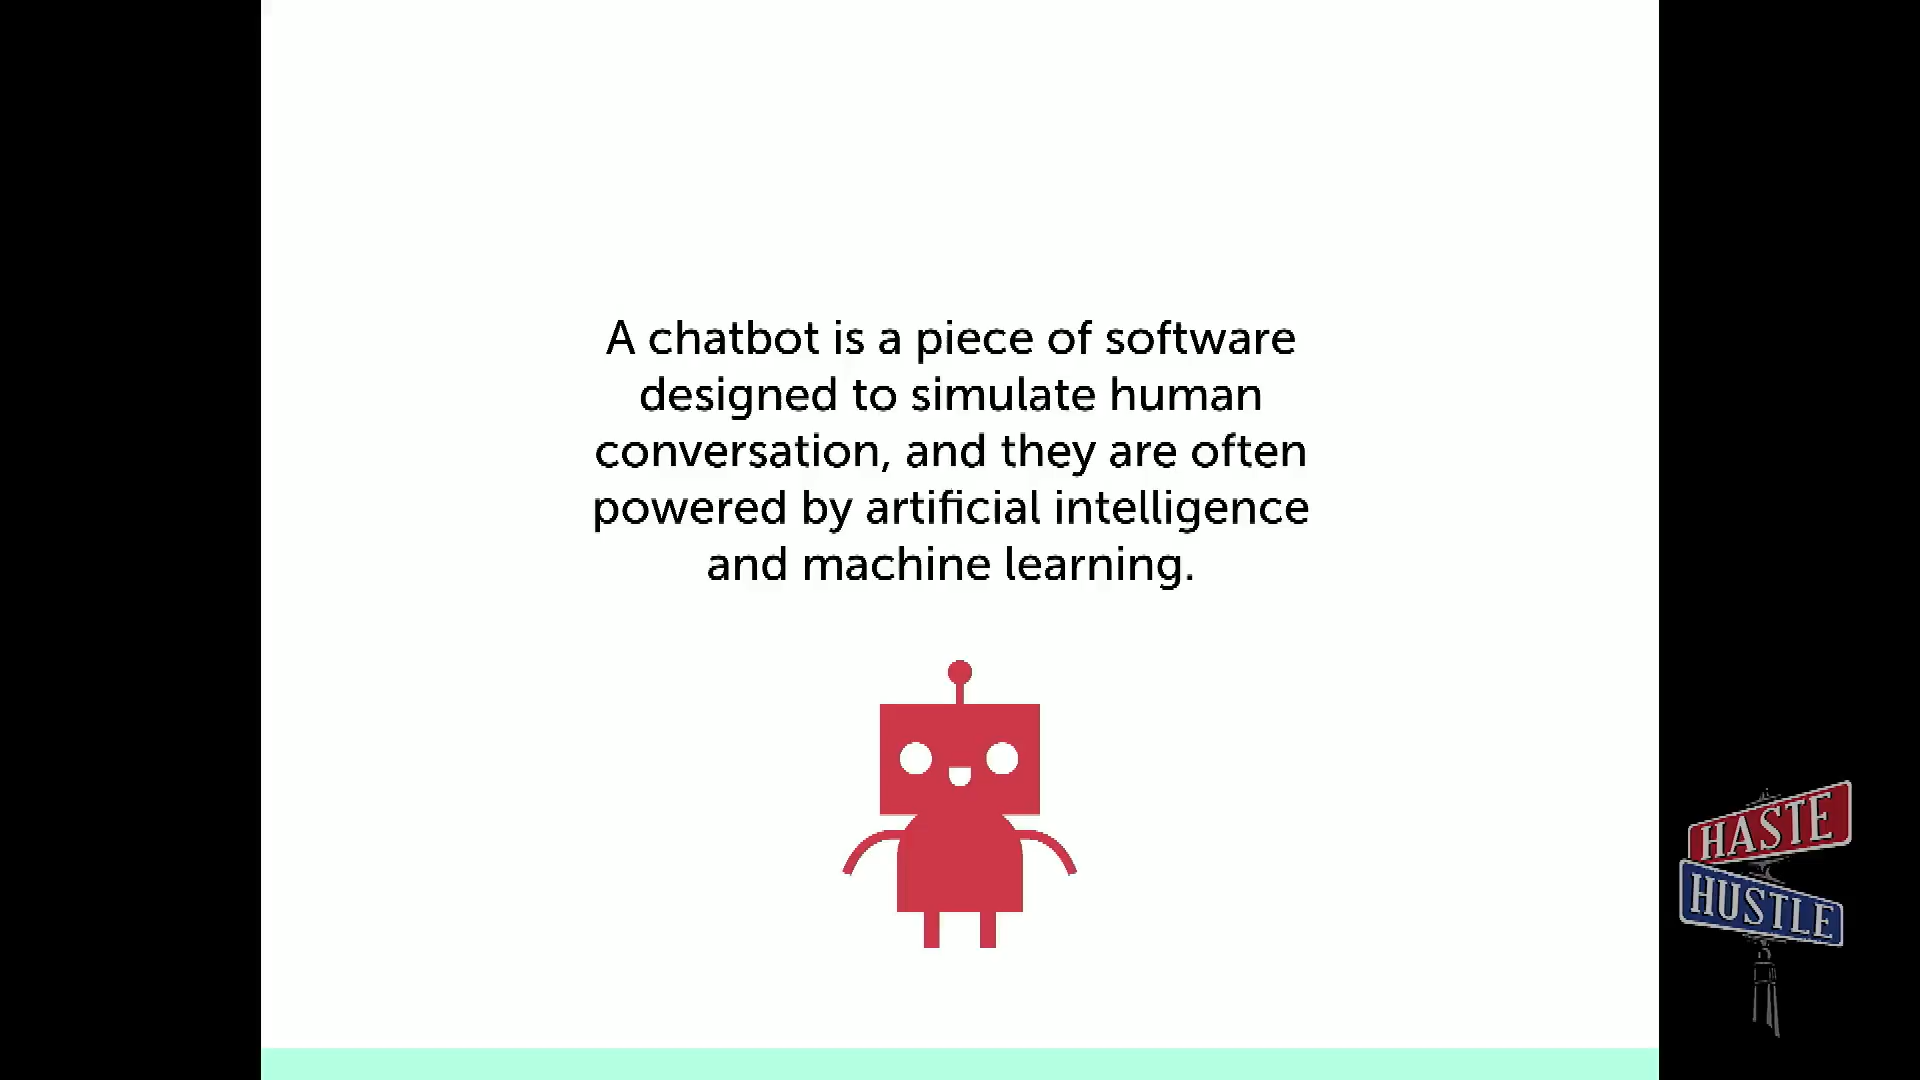 A chatbot is a piece of software
designed to simulate human
conversation, and they are often
powered by artificial intelligence
and machine learning.
HASTE
HUSTLE